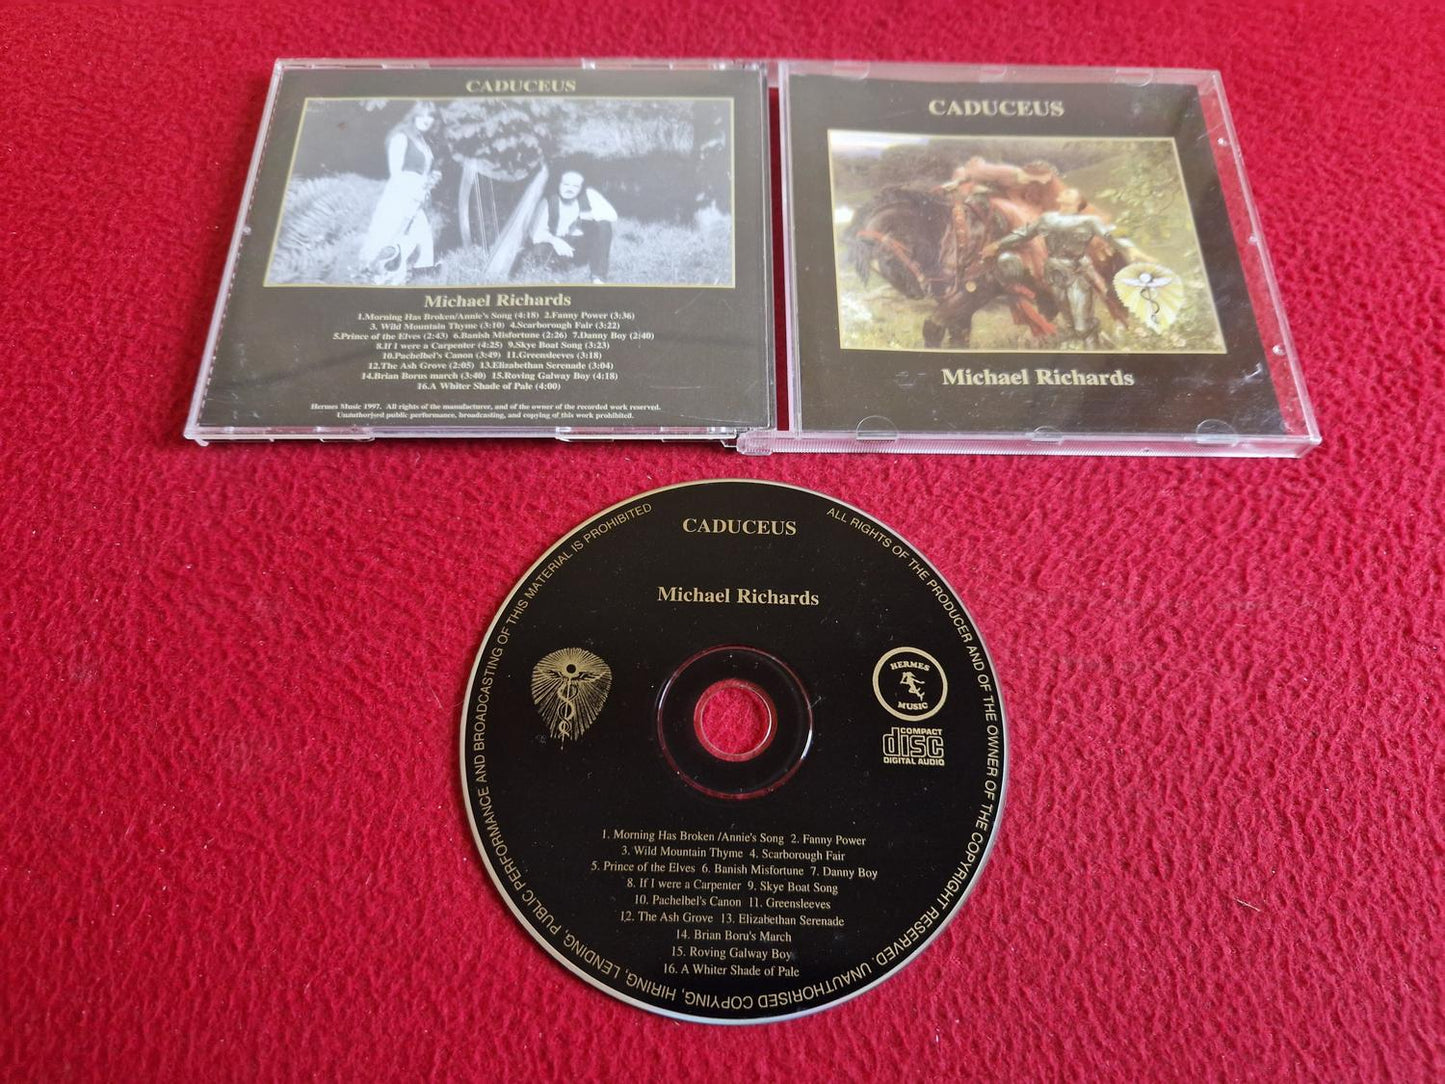 CADUCEUS
Michael Richards
1.Morning Has Broken/Annie's Song (4:18) 2.Fanny Power (3:36)
3. Wild Mountain Thyme (3:10) 4.Scarborough Fair (3:22)
5.Prince of the Elves (2:43) 6.Banish Misfortune (2:26) 7.Danny Boy (2:40)
8.If I were a Carpenter (4:25) 9.Skye Boat Song (3:23)
10.Pachelbel's Canon (3:49) 11.Greensleeves (3:18)
12.The Ash Grove (2:05) 13.Elizabethan Serenade (3:04)
14.Brian Borus march (3:40) 15.Roving Galway Boy (4:18)
16.A Whiter Shade of Pale (4:00)
Hermes Music 1997. All rights of the manufacturer, and of the owner of the recorded work reserved.
Unautuorjsed public performance, broadcasting, and copying of this work prohibited.
CADUCEUS
Michael Richards
ALL RIGHTS OF THE PRODUCER AND OF THE OWNER OF THE COPYRIGHT RESERVED. UNAUTHORISED COPYING, HIRING, LENDING, PUBLIC PERFORMANCE AND BROADCASTING OF THIS MATERIAL IS PROHIBITED
CADUCEUS
Michael Richards
HERMES
MUSIC
COMPACT
disc
DIGITAL AUDIO
1. Morning Has Broken /Annie's Song 2. Fanny Power
3. Wild Mountain Thyme 4. Scarborough Fair
5. Prince of the Elves 6. Banish Misfortune 7. Danny Boy
8. If I were a Carpenter 9. Skye Boat Song
10. Pachelbel's Canon 11. Greensleeves
12. The Ash Grove 13. Elizabethan Serenade
14. Brian Boru's March
15. Roving Galway Boy
16. A Whiter Shade of Pale